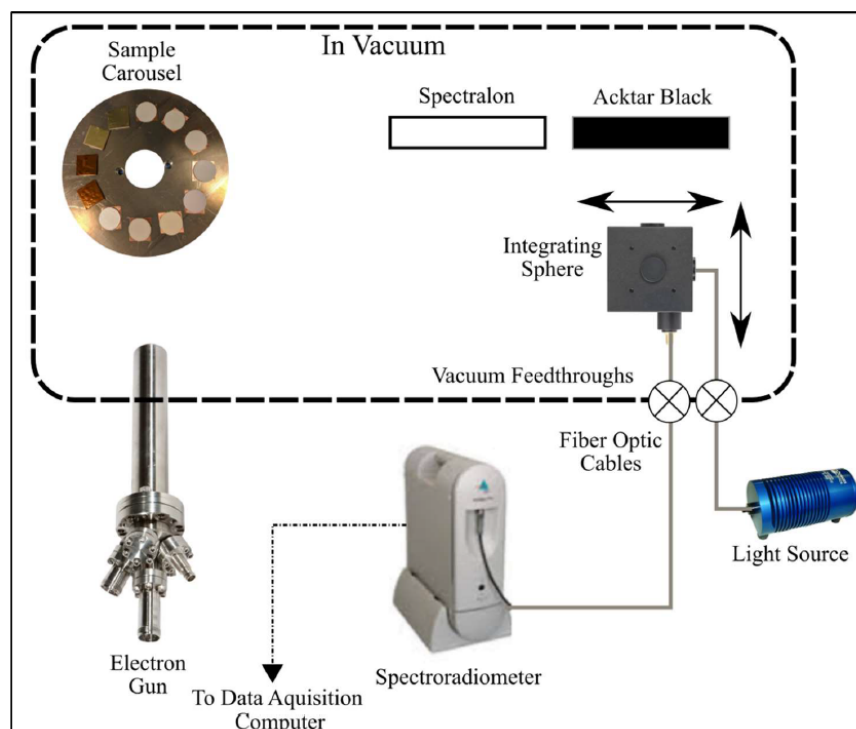 In Vacuum
Sample
Carousel
Spectralon
Acktar Black
Integrating
Sphere
Vacuum Feedthroughs
Fiber Optic
Cables
Light Source
Electron
Gun
Spectroradiometer
To Data Aquisition
Computer